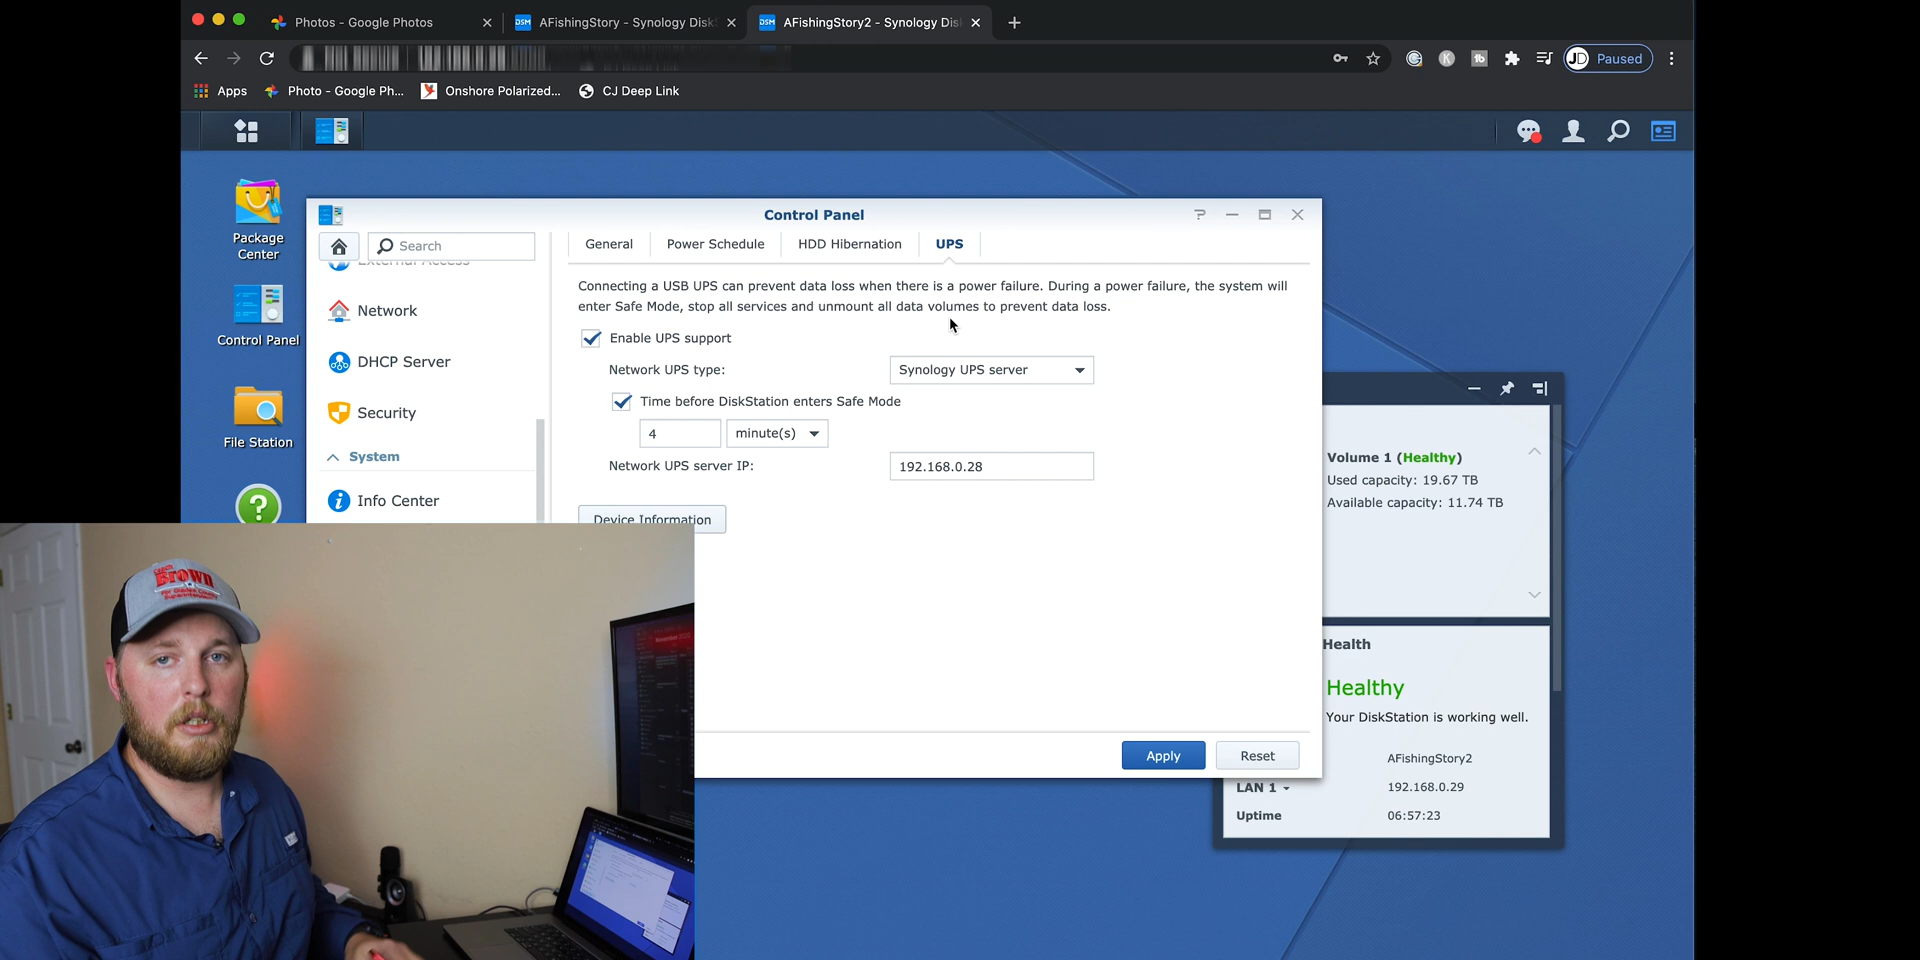 Photos - Google Photos
AFishingStory - Synology Disk
AFishingStory2 - Synology Dis
JD Paused
Apps
Photo - Google Ph...
Onshore Polarized...
CJ Deep Link
Package
Center
Control Panel
File Station
Control Panel
Search
External Access
Network
DHCP Server
Security
System
Info Center
General
Power Schedule
HDD Hibernation
UPS
Connecting a USB UPS can prevent data loss when there is a power failure. During a power failure, the system will
enter Safe Mode, stop all services and unmount all data volumes to prevent data loss.
Enable UPS support
Network UPS type:
Synology UPS server
Time before DiskStation enters Safe Mode
4
minute(s)
Network UPS server IP:
192.168.0.28
Device Information
Apply
Reset
Volume 1 (Healthy)
Used capacity: 19.67 TB
Available capacity: 11.74 TB
Health
Healthy
Your DiskStation is working well.
AFishingStory2
LAN 1
192.168.0.29
Uptime
06:57:23
BROWN